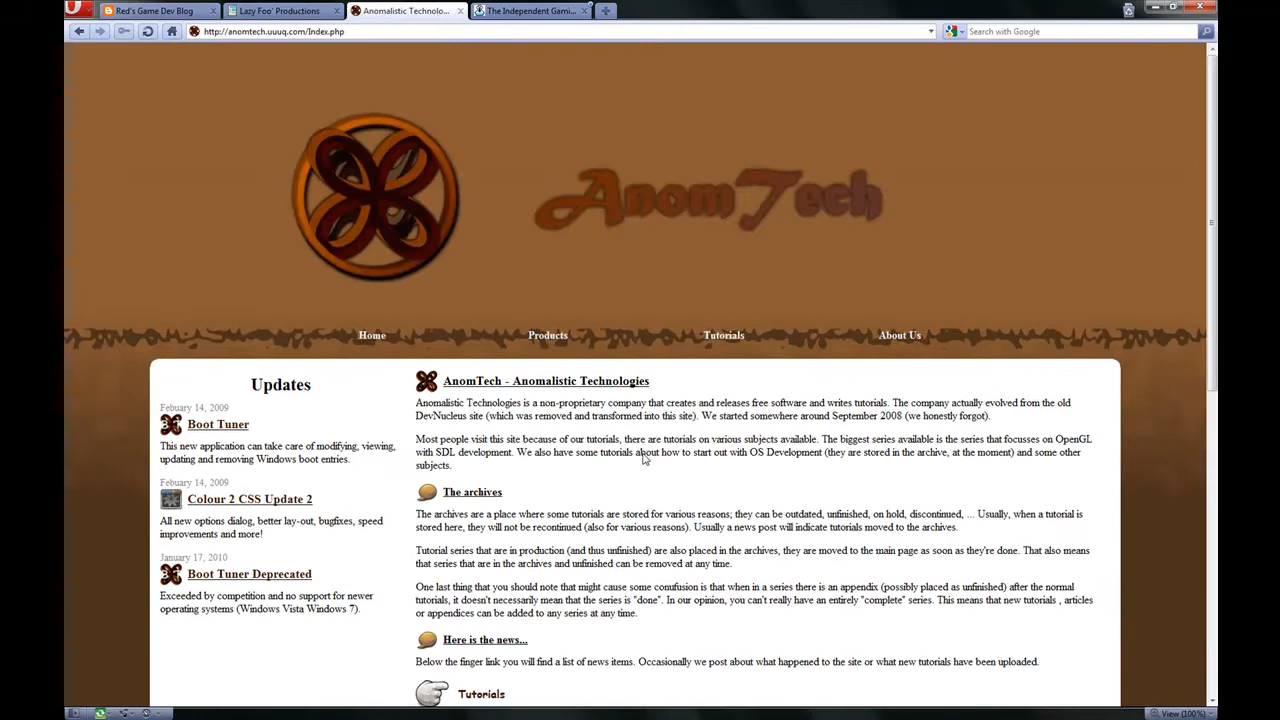 Red's Game Dev Blog
Lazy Foo' Productions
Anomalistic Technolo...
The Independent Gami...
http://anomtech.uuuq.com/Index.php
Search with Google
AnomTech
Home
Products
Tutorials
About Us
Updates
Febuary 14, 2009
Boot Tuner
This new application can take care of modifying, viewing,
updating and removing Windows boot entries.
Febuary 14, 2009
Colour 2 CSS Update 2
All new options dialog, better lay-out, bugfixes, speed
improvements and more!
January 17, 2010
Boot Tuner Deprecated
Exceeded by competition and no support for newer
operating systems (Windows Vista Windows 7).
AnomTech - Anomalistic Technologies
Anomalistic Technologies is a non-proprietary company that creates and releases free software and writes tutorials. The company actually evolved from the old
DevNucleus site (which was removed and transformed into this site). We started somewhere around September 2008 (we honestly forgot).
Most people visit this site because of our tutorials, there are tutorials on various subjects available. The biggest series available is the series that focusses on OpenGL
with SDL development. We also have some tutorials about how to start out with OS Development (they are stored in the archive, at the moment) and some other
subjects.
The archives
The archives are a place where some tutorials are stored for various reasons; they can be outdated, unfinished, on hold, discontinued, ... Usually, when a tutorial is
stored here, they will not be recontinued (also for various reasons). Usually a news post will indicate tutorials moved to the archives.
Tutorial series that are in production (and thus unfinished) are also placed in the archives, they are moved to the main page as soon as they're done. That also means
that series that are in the archives and unfinished can be removed at any time.
One last thing that you should note that might cause some conufusion is that when in a series there is an appendix (possibly placed as unfinished) after the normal
tutorials, it doesn't necessarily mean that the series is "done". In our opinion, you can't really have an entirely "complete" series. This means that new tutorials , articles
or appendices can be added to any series at any time.
Here is the news...
Below the finger link you will find a list of news items. Occasionally we post about what happened to the site or what new tutorials have been uploaded.
Tutorials
View (100%)